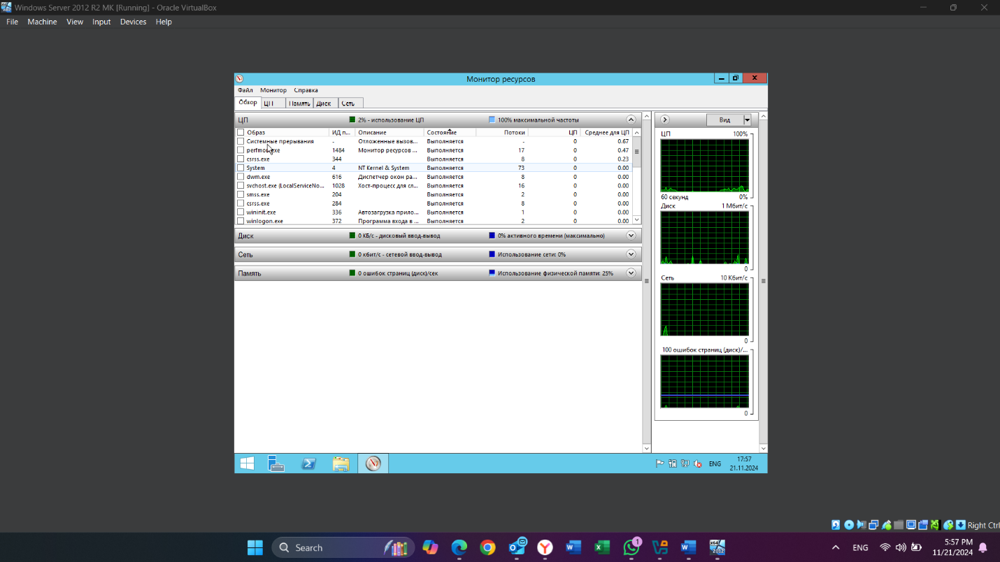 Windows Server 2012 R2 MK [Running] - Oracle VirtualBox
File Machine View Input Devices Help
Монитор ресурсов
Файл Монитор Справка
Обзор ЦП Память Диск Сеть
ЦП 2% - использование ЦП 100% максимальной частоты
Образ ИД п... Описание Состояние Потоки ЦП Среднее для ЦП
Системные прерывания - Отложенные вызов... Выполняется - 0 0.67
perfmon.exe 1484 Монитор ресурсов ... Выполняется 17 0 0.47
csrss.exe 344 Выполняется 8 0 0.23
System 4 NT Kernel & System Выполняется 73 0 0.00
dwm.exe 616 Диспетчер окон ра... Выполняется 8 0 0.00
svchost.exe (LocalServiceNo... 1028 Хост-процесс для сл... Выполняется 16 0 0.00
smss.exe 204 Выполняется 2 0 0.00
csrss.exe 284 Выполняется 8 0 0.00
wininit.exe 336 Автозагрузка прило... Выполняется 1 0 0.00
winlogon.exe 372 Программа входа в ... Выполняется 2 0 0.00
Диск 0 КБ/с - дисковый ввод-вывод 0% активного времени (максимально)
Сеть 0 кбит/с - сетевой ввод-вывод Использование сети: 0%
Память 0 ошибок страниц (диск)/сек Использование физической памяти: 25%
Вид
ЦП 100%
60 секунд 0%
Диск 1 Мбит/с
0
Сеть 10 Кбит/с
0
100 ошибок страниц (диск)/...
0
ENG 17:57
21.11.2024
Right Ctrl
Search
1
x64
2012
ENG
5:57 PM
11/21/2024